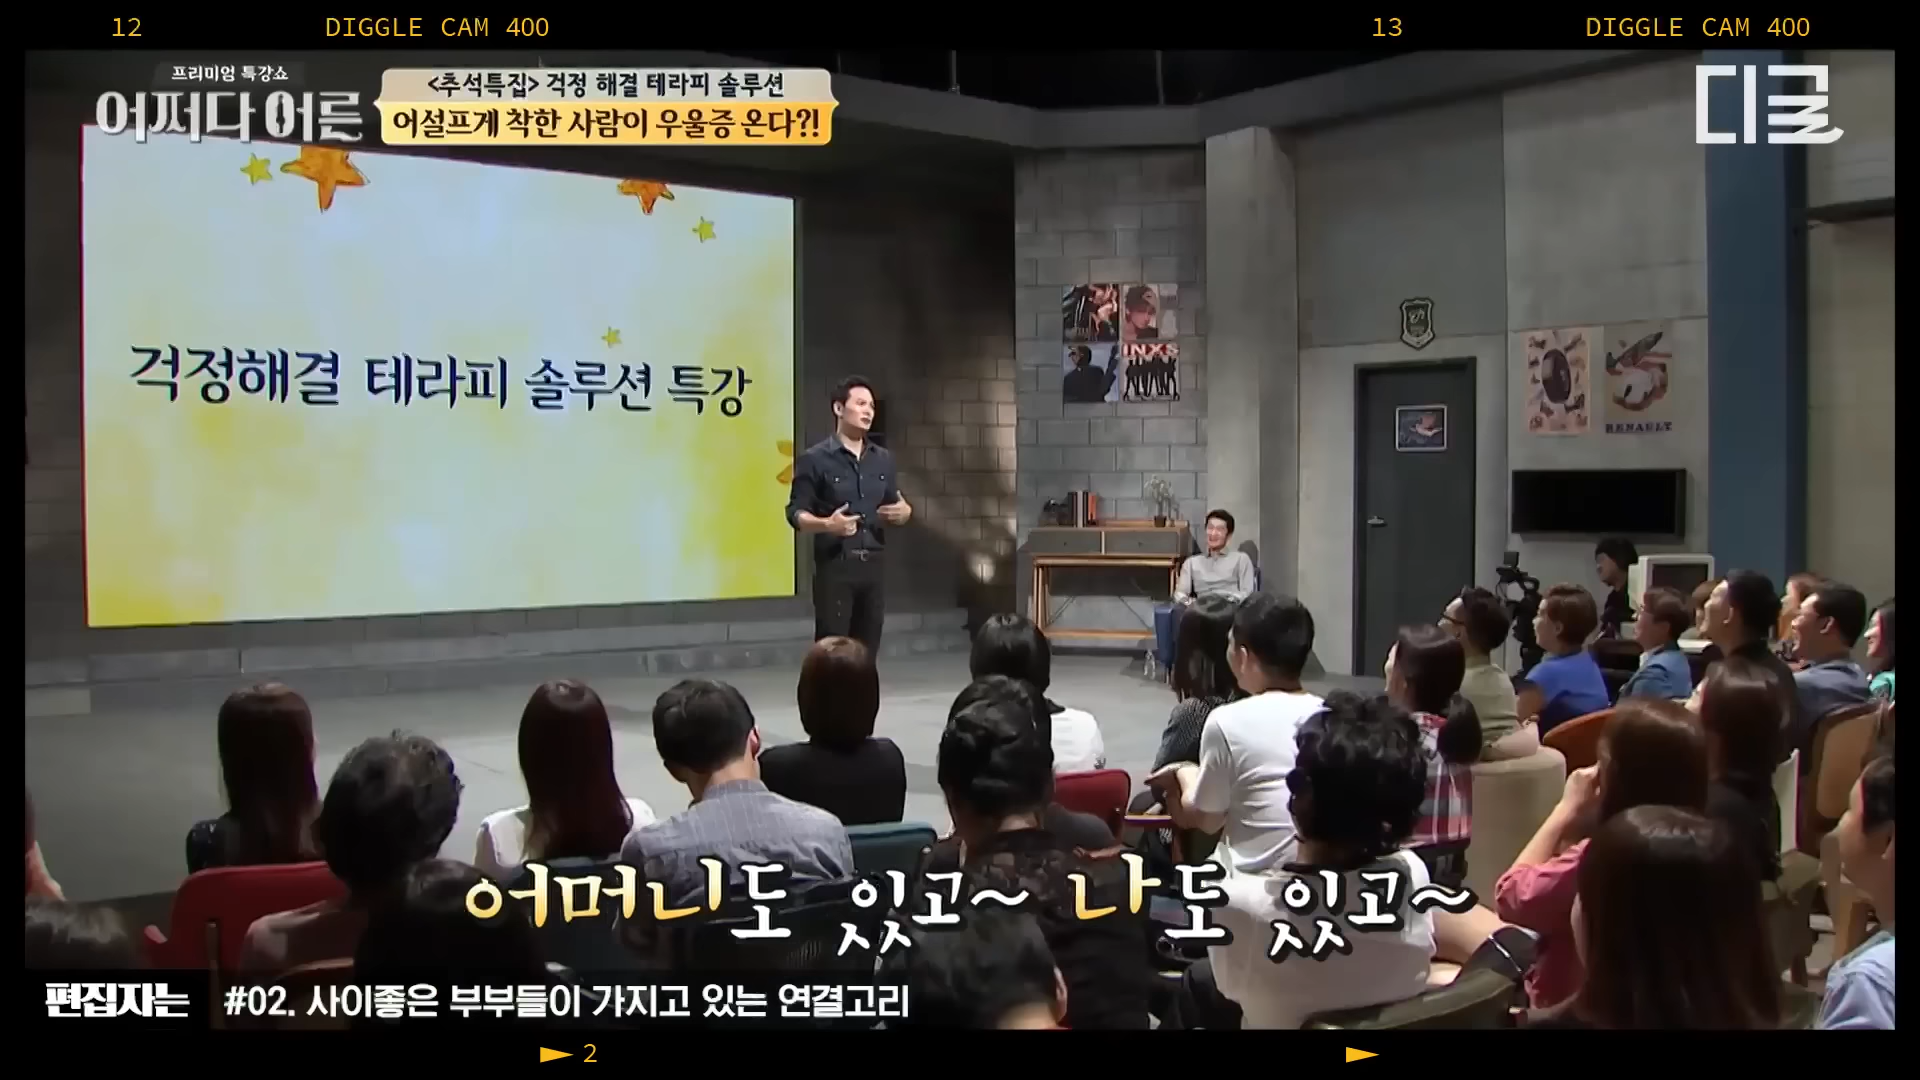 12 DIGGLE CAM 400 13 DIGGLE CAM 400
프리미엄 특강쇼
어쩌다 어른
<추석특집> 걱정 해결 테라피 솔루션
어설프게 착한 사람이 우울증 온다?!
디글
걱정해결 테라피 솔루션 특강
INXS
RENAULT
어머니도 있고~ 나도 있고~
편집자는 #02. 사이좋은 부부들이 가지고 있는 연결고리
2